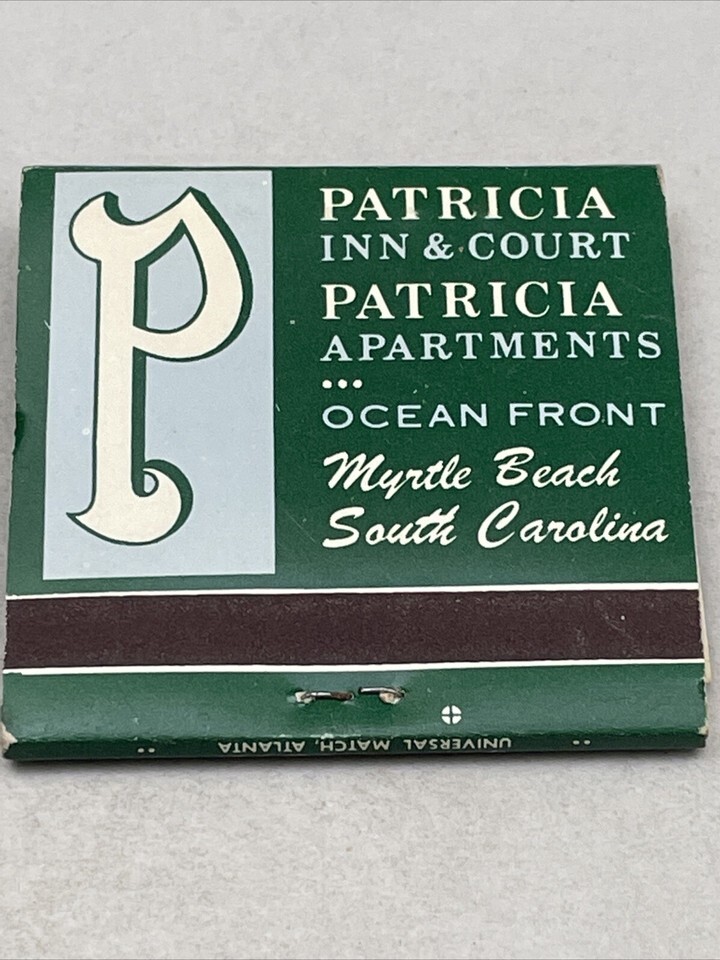 P
PATRICIA
INN & COURT
PATRICIA
APARTMENTS
...
OCEAN FRONT
Myrtle Beach
South Carolina
UNIVERSAL MATCH, ATLANTA